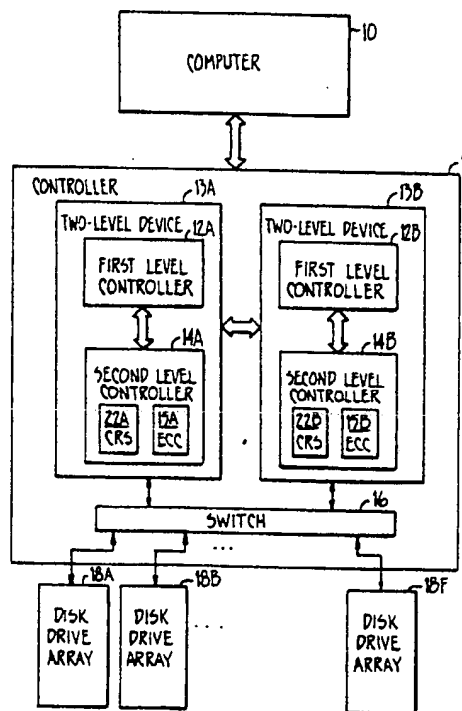 10
COMPUTER
CONTROLLER
13A
13B
TWO-LEVEL DEVICE
12A
FIRST LEVEL
CONTROLLER
TWO-LEVEL DEVICE
12B
FIRST LEVEL
CONTROLLER
14A
SECOND LEVEL
CONTROLLER
22A
CRS
15A
ECC
14B
SECOND LEVEL
CONTROLLER
22B
CRS
15B
ECC
16
SWITCH
...
18A
DISK
DRIVE
ARRAY
18B
DISK
DRIVE
ARRAY
....
18F
DISK
DRIVE
ARRAY